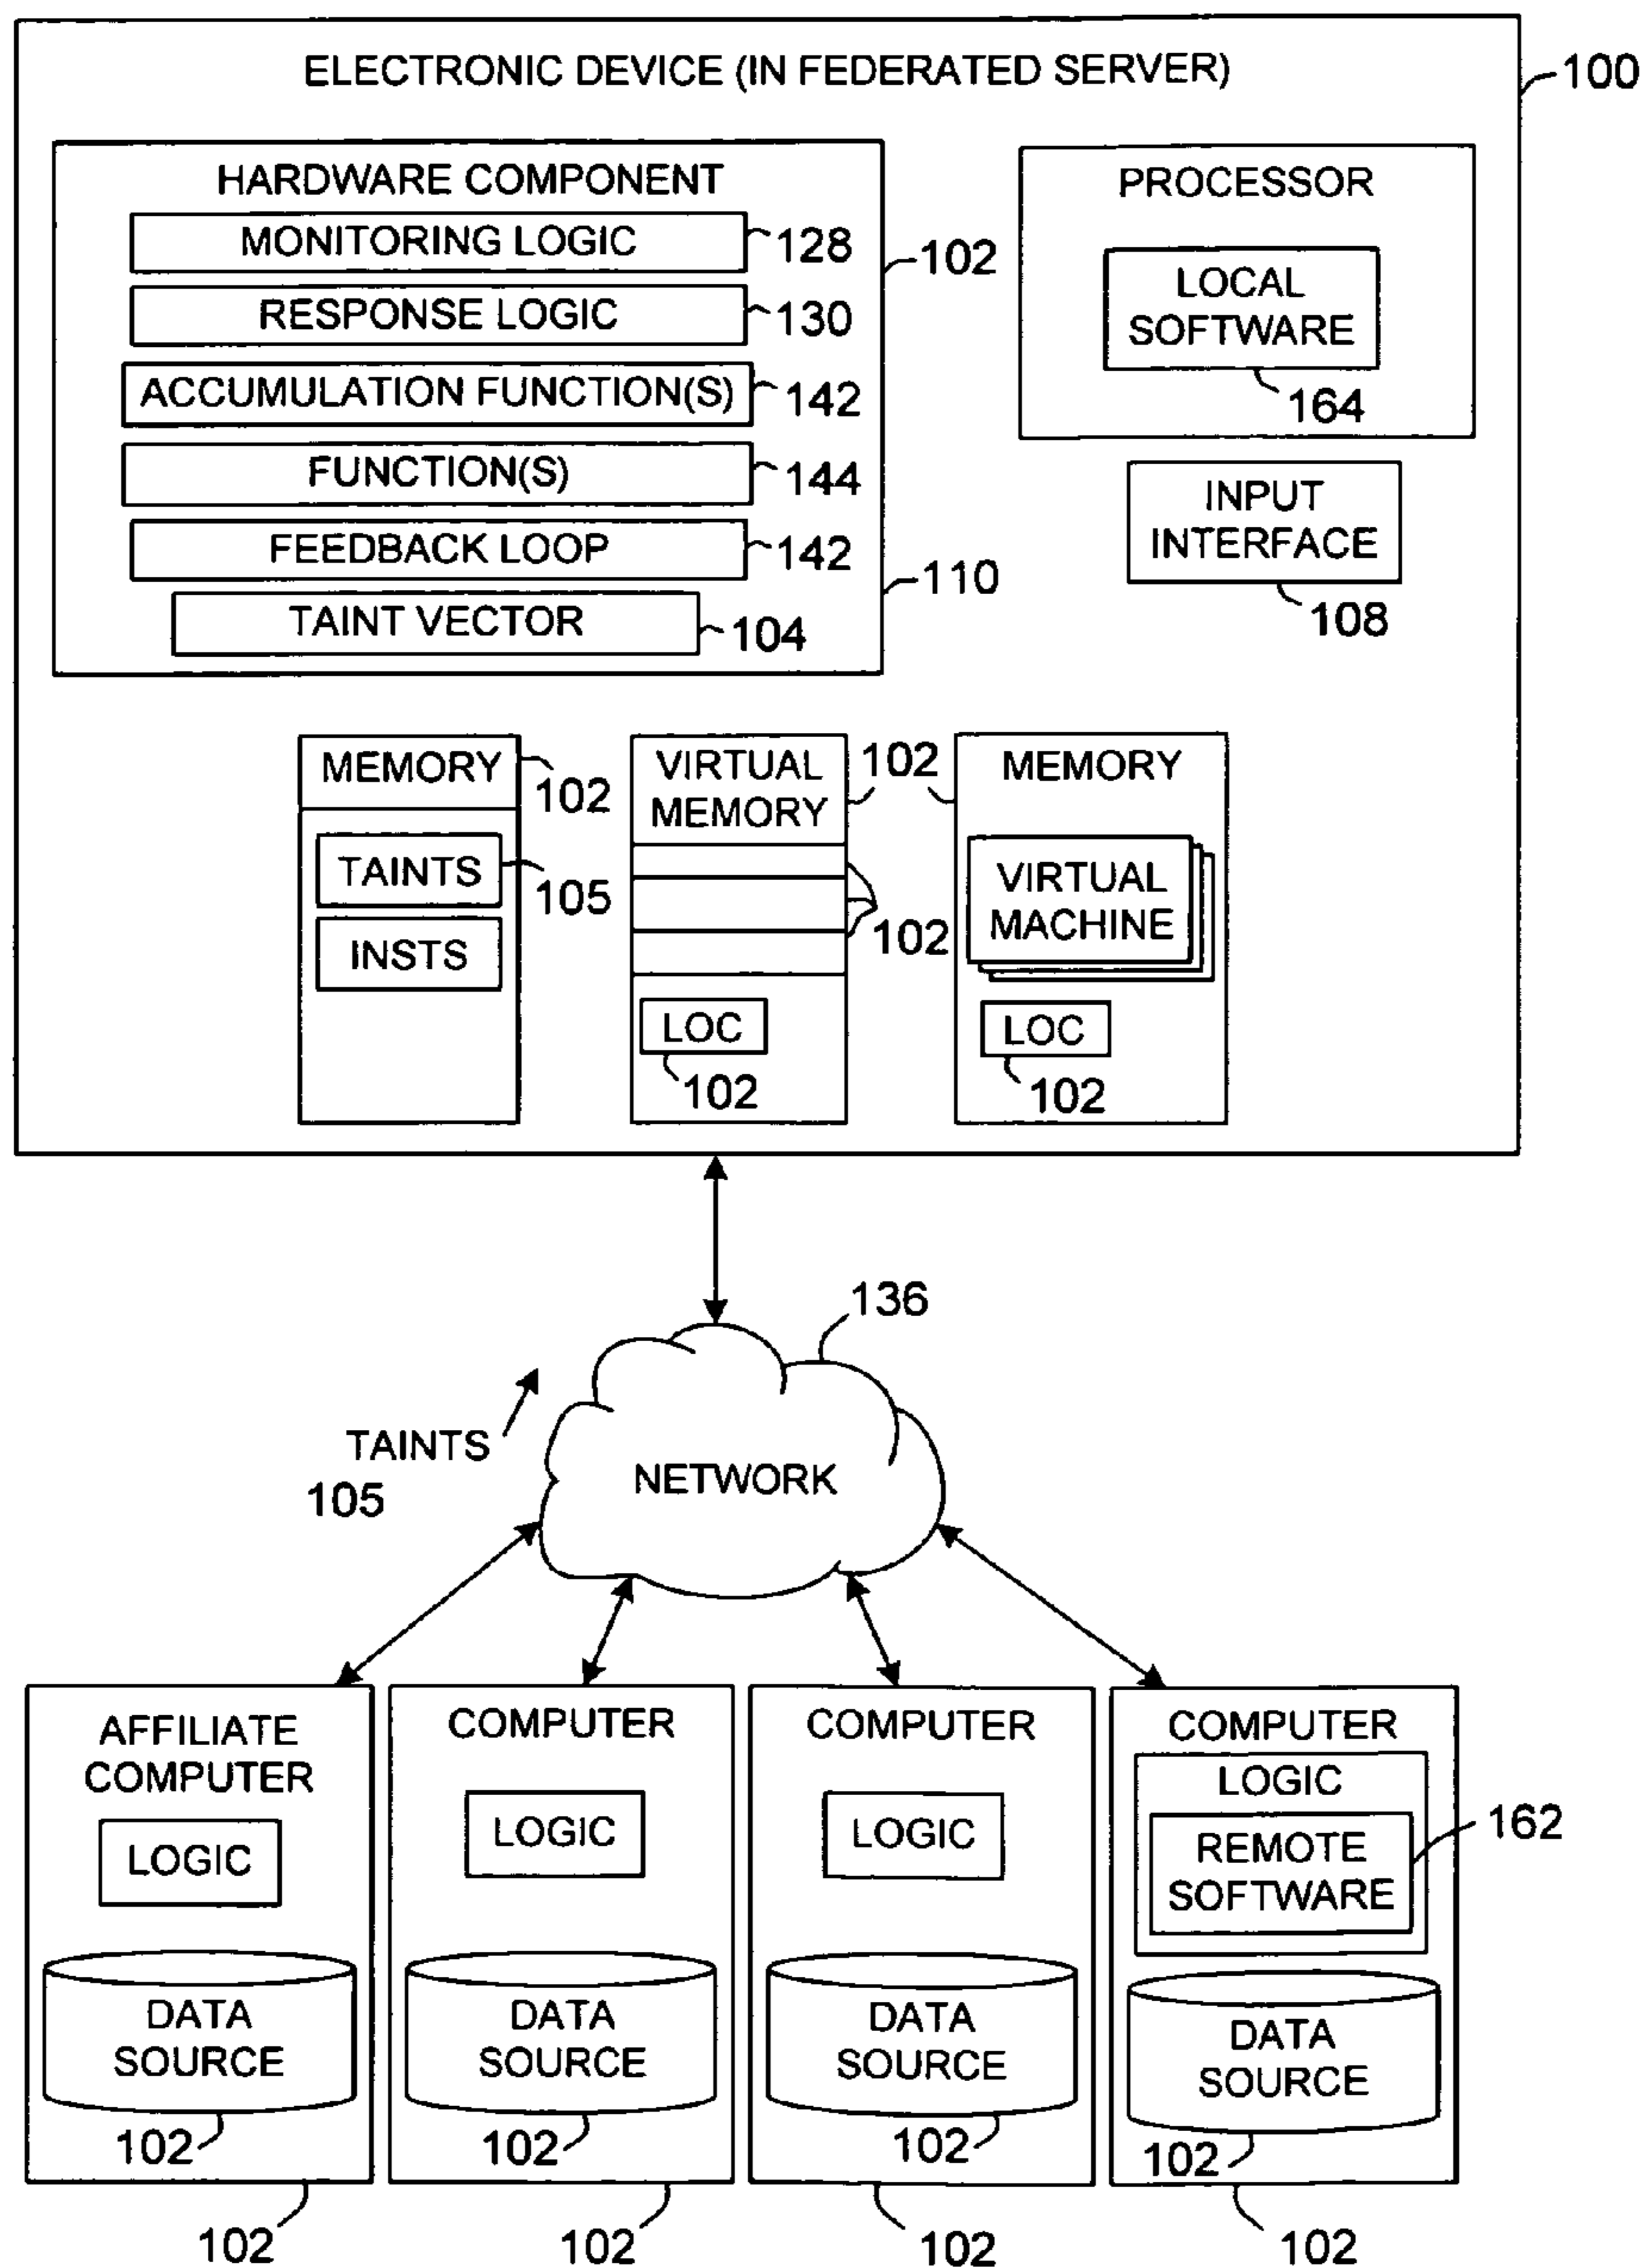 ELECTRONIC DEVICE (IN FEDERATED SERVER)
100
HARDWARE COMPONENT
MONITORING LOGIC
128
RESPONSE LOGIC
130
ACCUMULATION FUNCTION(S)
142
FUNCTION(S)
144
FEEDBACK LOOP
142
TAINT VECTOR
104
102
110
PROCESSOR
LOCAL
SOFTWARE
164
INPUT
INTERFACE
108
MEMORY
102
TAINTS
105
INSTS
VIRTUAL
MEMORY
102
102
LOC
102
MEMORY
VIRTUAL
MACHINE
LOC
102
136
TAINTS
105
NETWORK
AFFILIATE
COMPUTER
LOGIC
DATA
SOURCE
102
102
COMPUTER
LOGIC
DATA
SOURCE
102
102
COMPUTER
LOGIC
DATA
SOURCE
102
102
COMPUTER
LOGIC
REMOTE
SOFTWARE
162
DATA
SOURCE
102
102